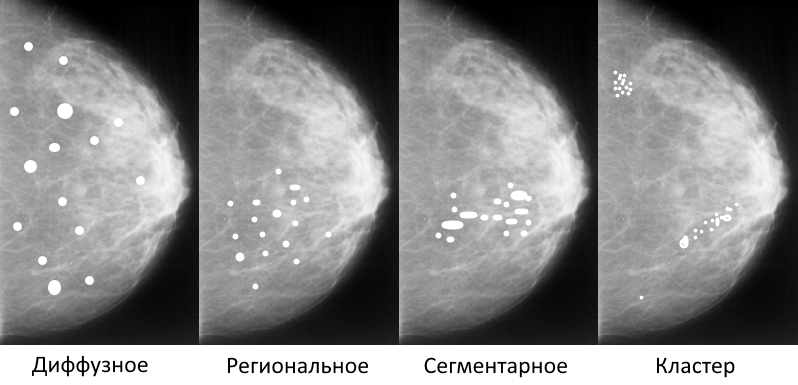 Диффузное
Региональное
Сегментарное
Кластер